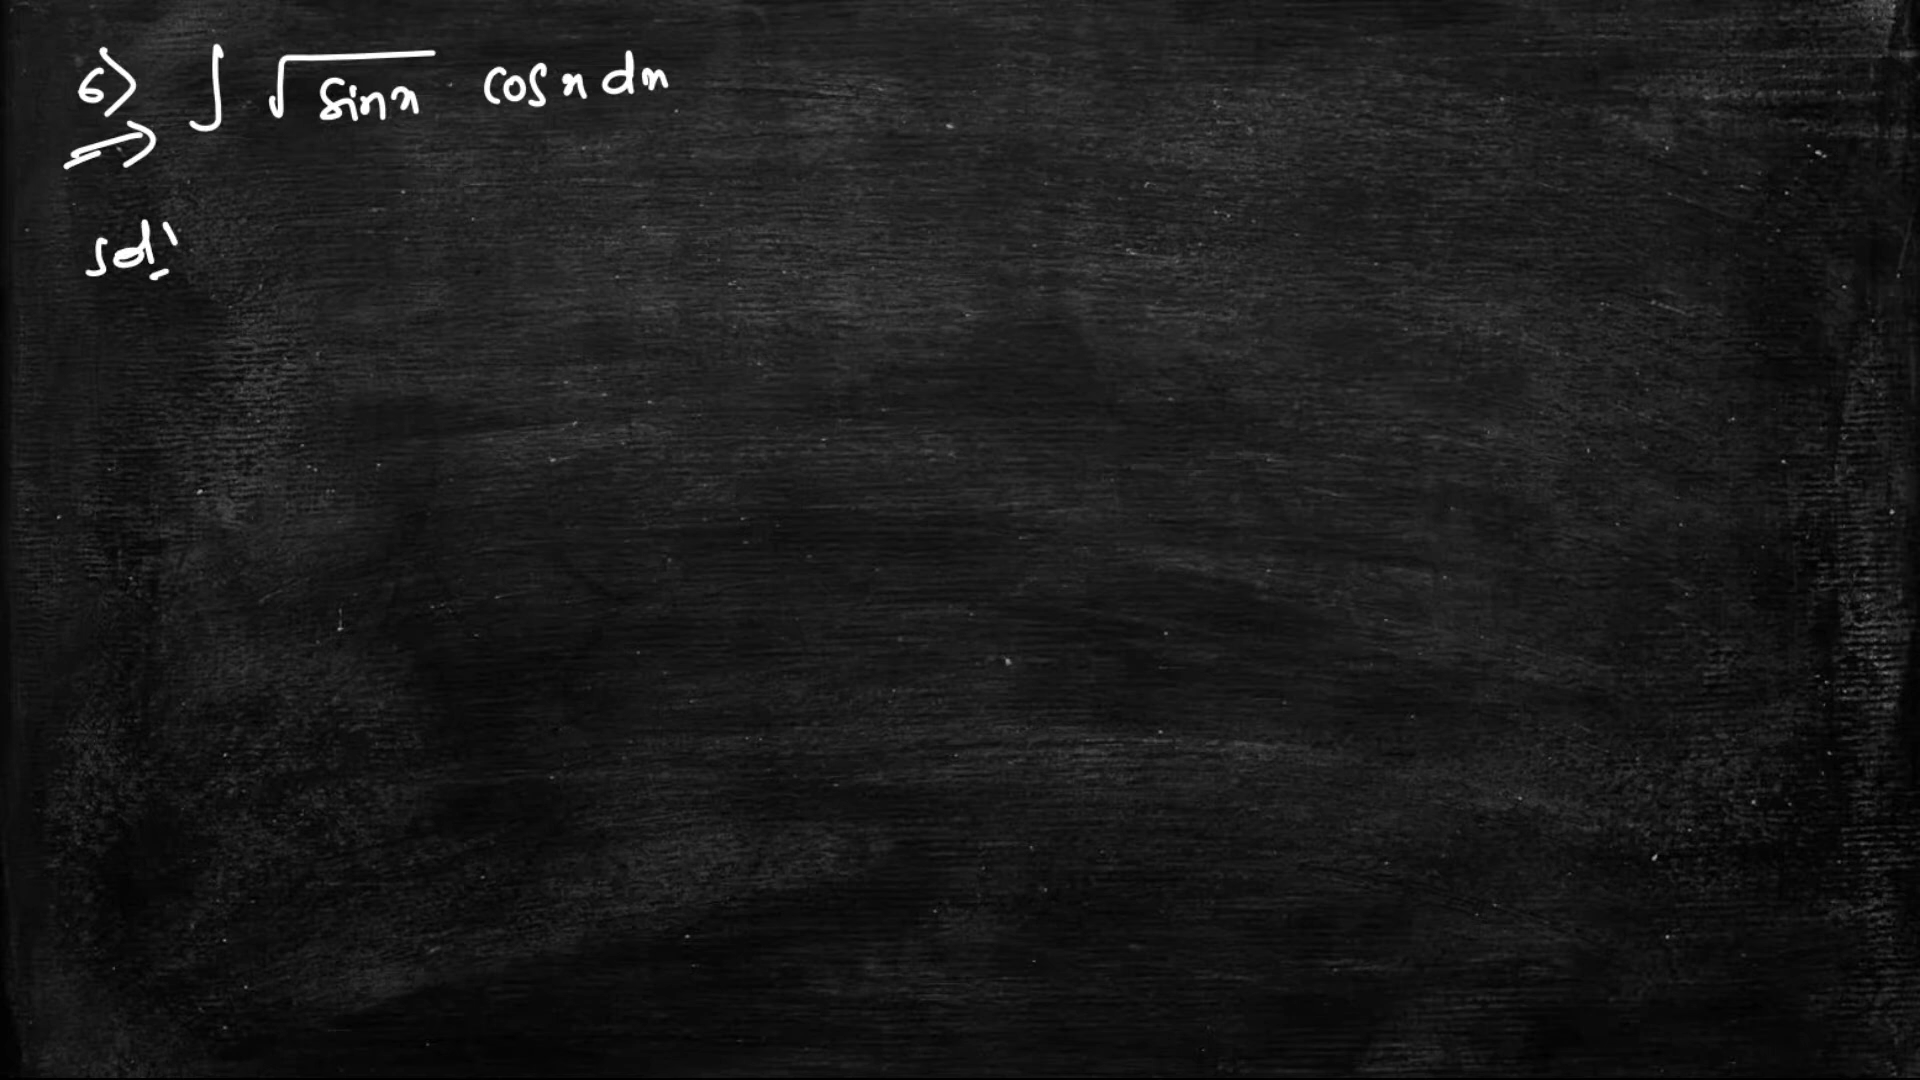 6) ∫ √sinx cosx dx
sol: